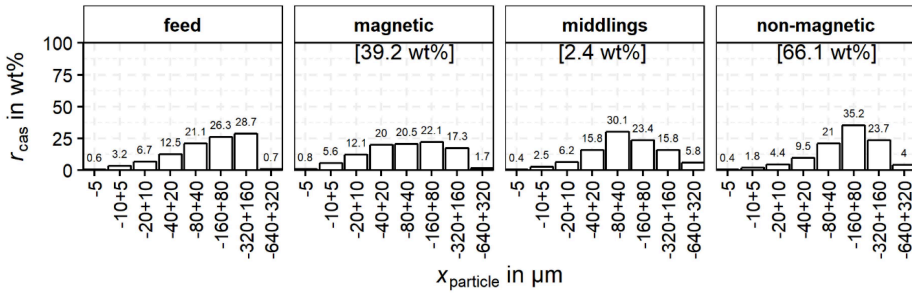 feed magnetic middlings non-magnetic
[39.2 wt%] [2.4 wt%] [66.1 wt%]
r_cas in wt%
100
75
50
25
0
0.6 3.2 6.7 12.5 21.1 26.3 28.7 0.7
0.8 5.6 12.1 20 20.5 22.1 17.3 1.7
0.4 2.5 6.2 15.8 30.1 23.4 15.8 5.8
0.4 1.8 4.4 9.5 21 35.2 23.7 4
-5 -10+5 -20+10 -40+20 -80+40 -160+80 -320+160 -640+320
-5 -10+5 -20+10 -40+20 -80+40 -160+80 -320+160 -640+320
-5 -10+5 -20+10 -40+20 -80+40 -160+80 -320+160 -640+320
-5 -10+5 -20+10 -40+20 -80+40 -160+80 -320+160 -640+320
x_particle in µm